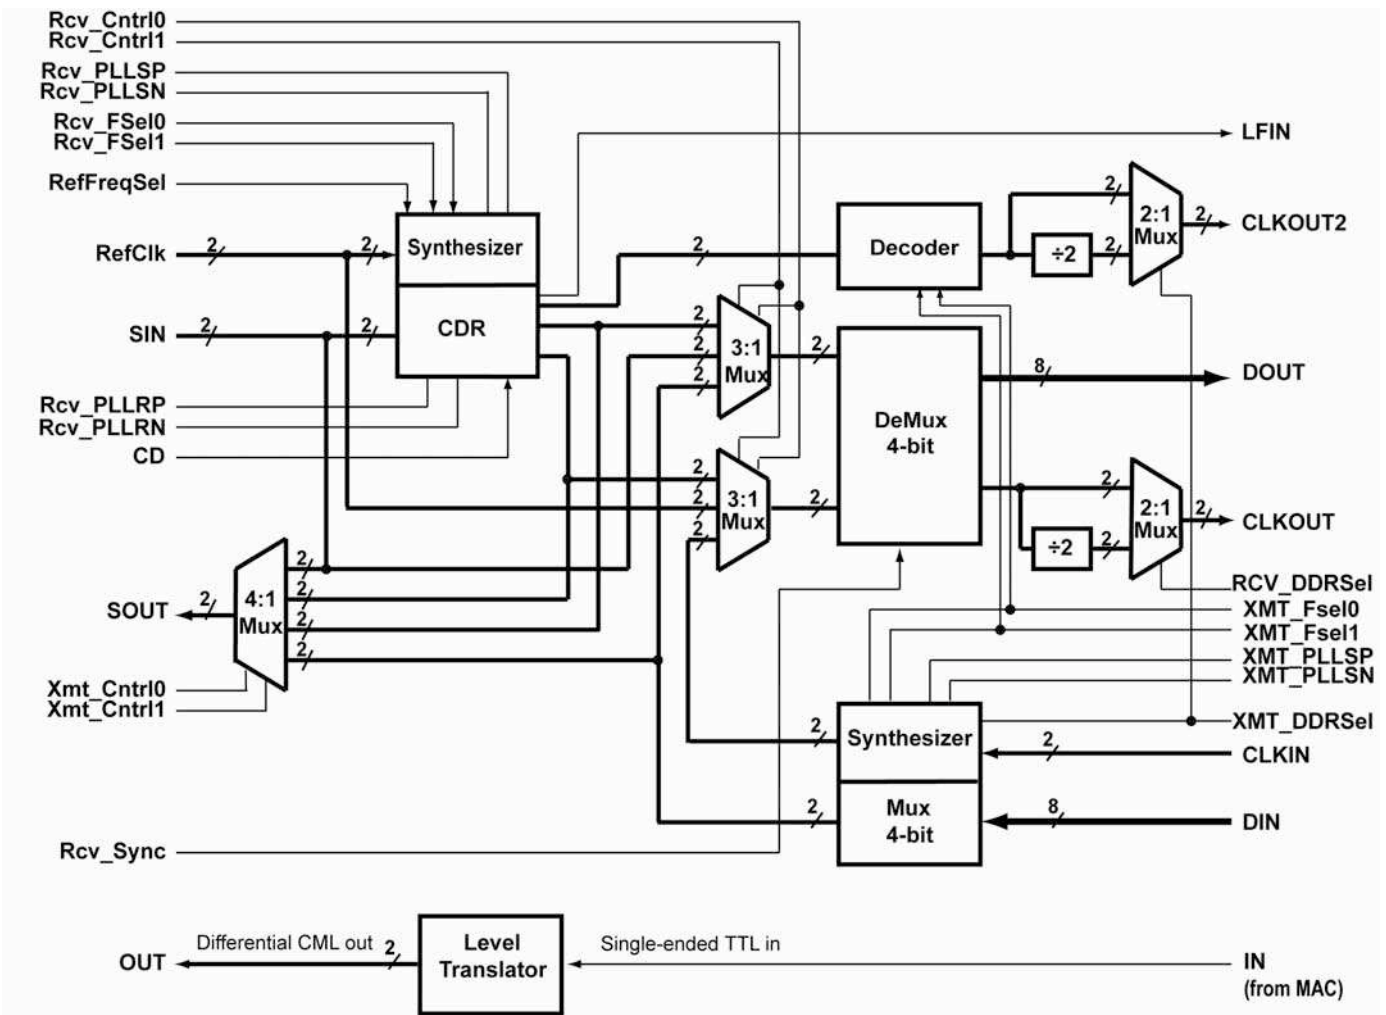 Rcv_Cntrl0
Rcv_Cntrl1
Rcv_PLLSP
Rcv_PLLSN
Rcv_FSel0
Rcv_FSel1
LFIN
RefFreqSel
2
2:1
Mux
2
CLKOUT2
RefClk
2
2
Synthesizer
2
Decoder
÷2
2
SIN
2
2
CDR
2
2
2
3:1
Mux
2
8
DOUT
Rcv_PLLRP
Rcv_PLLRN
CD
DeMux
4-bit
2
2
2
3:1
Mux
2
2
2:1
Mux
2
CLKOUT
÷2
2
SOUT
2
4:1
Mux
2
2
2
2
RCV_DDRSel
XMT_Fsel0
XMT_Fsel1
XMT_PLLSP
XMT_PLLSN
Xmt_Cntrl0
Xmt_Cntrl1
XMT_DDRSel
2
Synthesizer
2
CLKIN
2
Mux
4-bit
8
DIN
Rcv_Sync
OUT
Differential CML out
2
Level
Translator
Single-ended TTL in
IN
(from MAC)